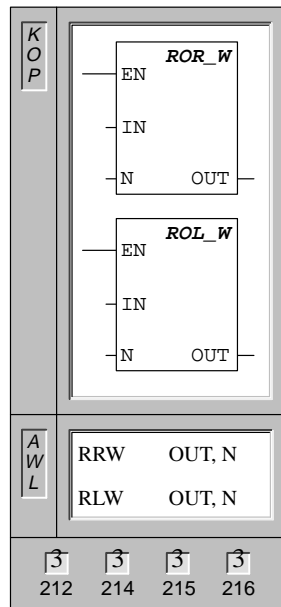 K
O
P
ROR_W
EN
IN
N OUT
ROL_W
EN
IN
N OUT
A
W
L
RRW OUT, N
RLW OUT, N
3 3 3 3
212 214 215 216